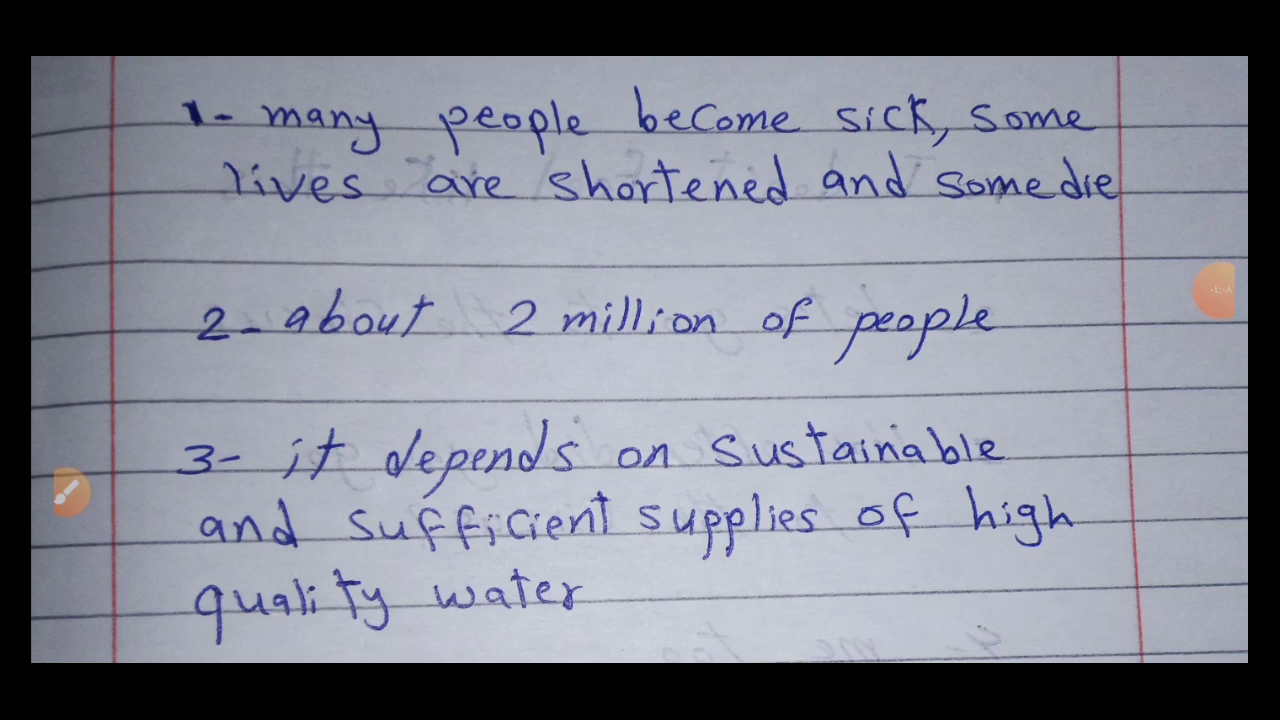 1- many people become sick, some
lives are shortened and some die
2- about 2 million of people
3- it depends on sustainable
and sufficient supplies of high
quality water